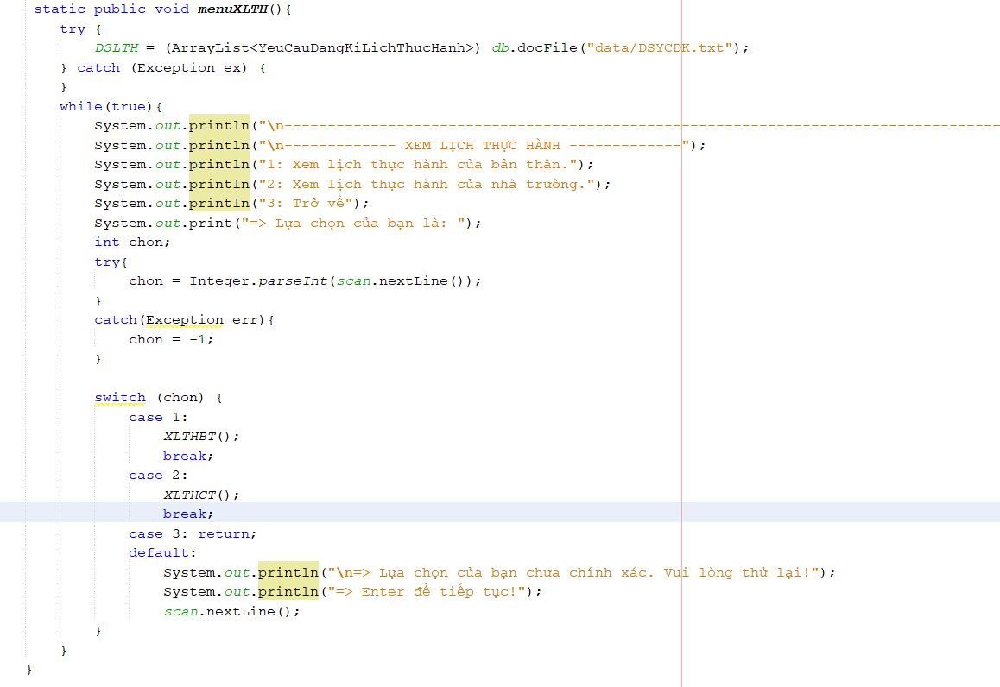 static public void menuXLTH(){
try {
DSLTH = (ArrayList<YeuCauDangKiLichThucHanh>) db.docFile("data/DSYCDK.txt");
} catch (Exception ex) {
}
while(true){
System.out.println("\n-----------------------------------------------------------------------------------
System.out.println("\n------------- XEM LỊCH THỰC HÀNH -------------");
System.out.println("1: Xem lịch thực hành của bản thân.");
System.out.println("2: Xem lịch thực hành của nhà trường.");
System.out.println("3: Trở về");
System.out.print("=> Lựa chọn của bạn là: ");
int chon;
try{
chon = Integer.parseInt(scan.nextLine());
}
catch(Exception err){
chon = -1;
}
switch (chon) {
case 1:
XLTHBT();
break;
case 2:
XLTHCT();
break;
case 3: return;
default:
System.out.println("\n=> Lựa chọn của bạn chưa chính xác. Vui lòng thử lại!");
System.out.println("=> Enter để tiếp tục!");
scan.nextLine();
}
}
}